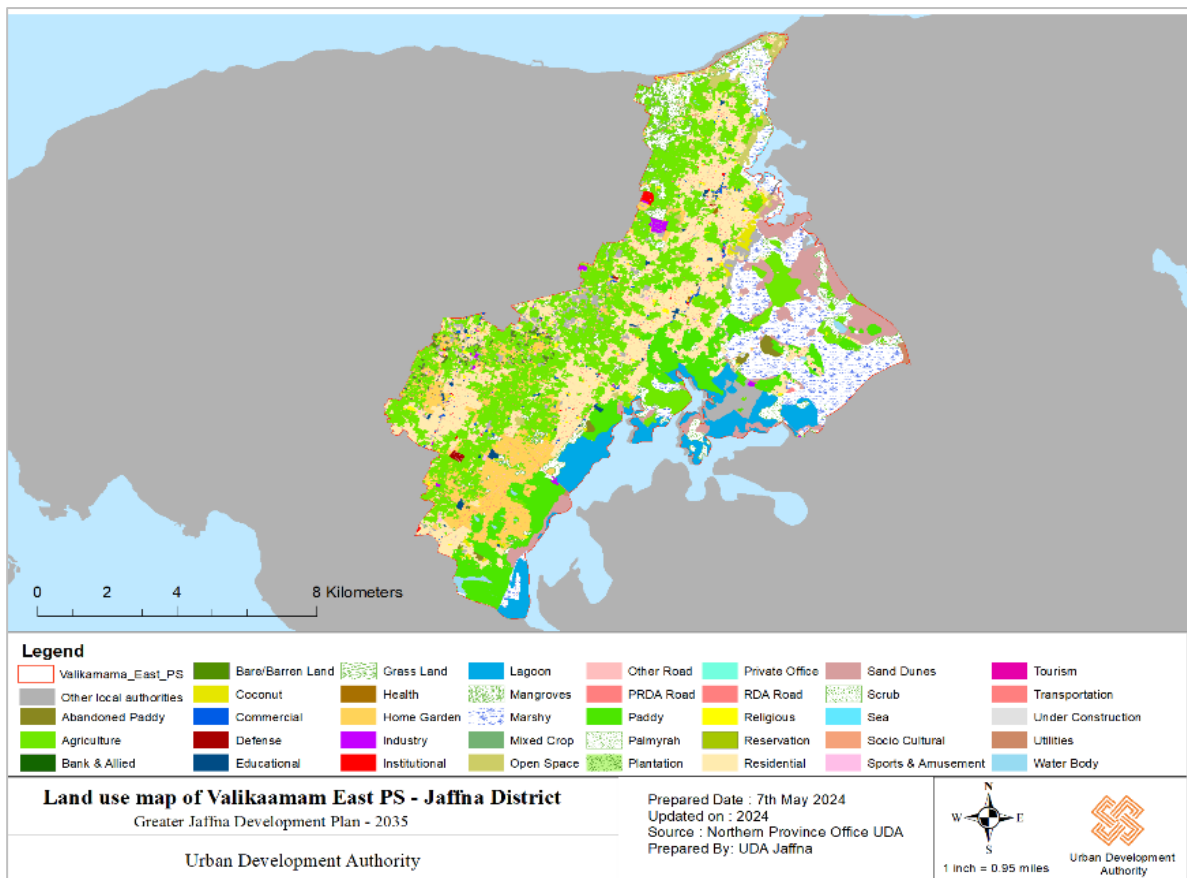 0 2 4 8 Kilometers
Legend
Valikamama_East_PS
Other local authorities
Abandoned Paddy
Agriculture
Bank & Allied
Bare/Barren Land
Coconut
Commercial
Defense
Educational
Grass Land
Health
Home Garden
Industry
Institutional
Lagoon
Mangroves
Marshy
Mixed Crop
Open Space
Other Road
PRDA Road
Paddy
Palmyrah
Plantation
Private Office
RDA Road
Religious
Reservation
Residential
Sand Dunes
Scrub
Sea
Socio Cultural
Sports & Amusement
Tourism
Transportation
Under Construction
Utilities
Water Body
Land use map of Valikaamam East PS - Jaffna District
Greater Jaffna Development Plan - 2035
Urban Development Authority
Prepared Date : 7th May 2024
Updated on : 2024
Source : Northern Province Office UDA
Prepared By: UDA Jaffna
N
W E
S
1 inch = 0.95 miles
Urban Development
Authority